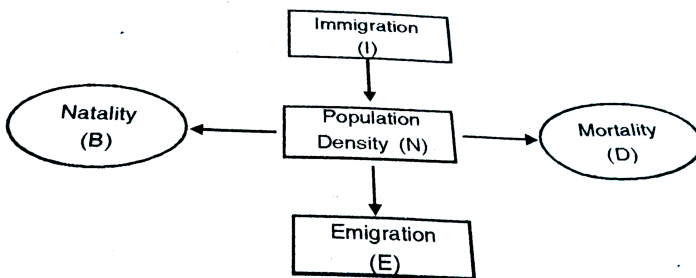 Immigration
(I)
Natality
(B)
Population
Density (N)
Mortality
(D)
Emigration
(E)